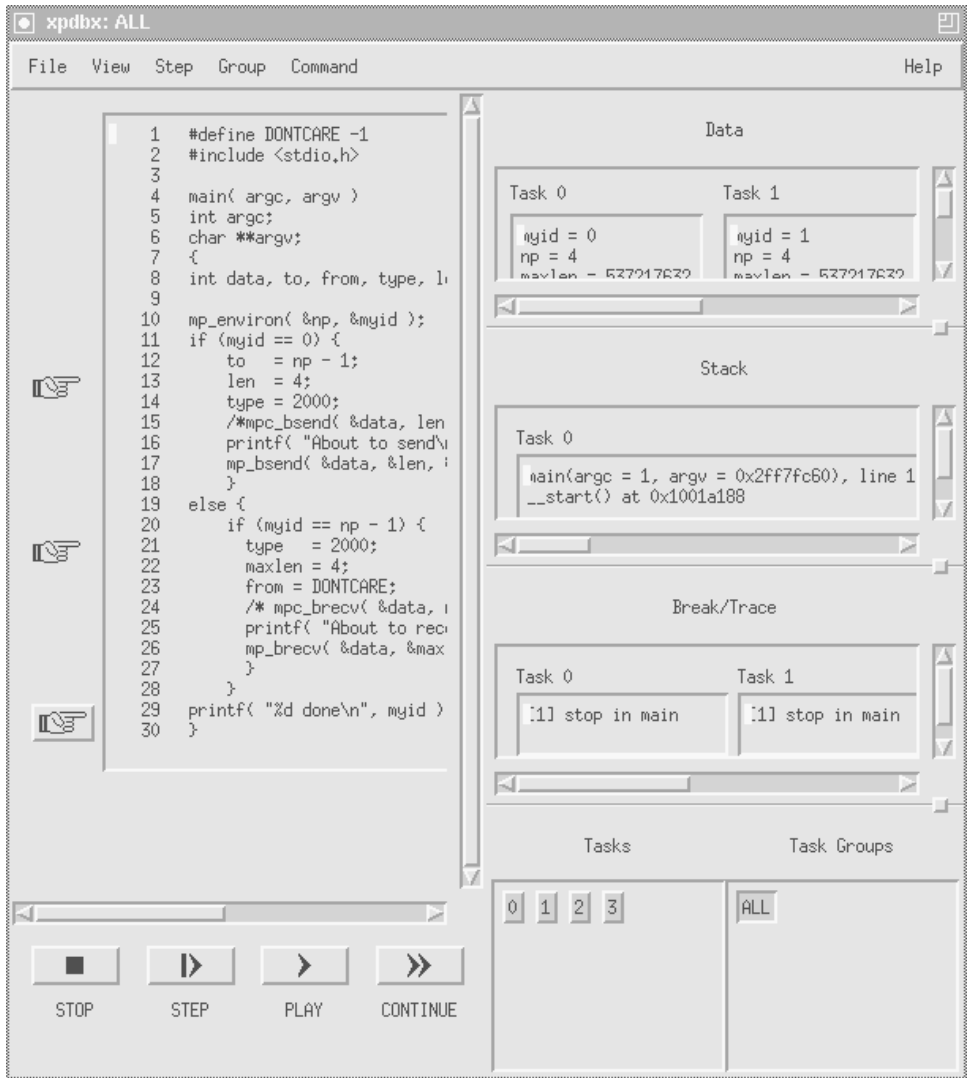 xpdbx: ALL
File View Step Group Command Help
1 #define DONTCARE -1
2 #include <stdio.h>
3
4 main( argc, argv )
5 int argc;
6 char **argv;
7 {
8 int data, to, from, type,
9
10 mp_environ( &np, &myid );
11 if (myid == 0) {
12 to = np - 1;
13 len = 4;
14 type = 2000;
15 /*mpc_bsend( &data, len
16 printf( "About to send\
17 mp_bsend( &data, &len,
18 }
19 else {
20 if (myid == np - 1) {
21 type = 2000;
22 maxlen = 4;
23 from = DONTCARE;
24 /* mpc_brecv( &data,
25 printf( "About to
26 mp_brecv( &data, &max
27 }
28 }
29 printf( "%d done\n", myid )
30 }
STOP STEP PLAY CONTINUE
Data
Task 0 Task 1
myid = 0 myid = 1
np = 4 np = 4
maxlen = 537217632 maxlen = 537217632
Stack
Task 0
main(argc = 1, argv = 0x2ff7fc60), line 1
__start() at 0x1001a188
Break/Trace
Task 0 Task 1
[1] stop in main [1] stop in main
Tasks Task Groups
0 1 2 3 ALL